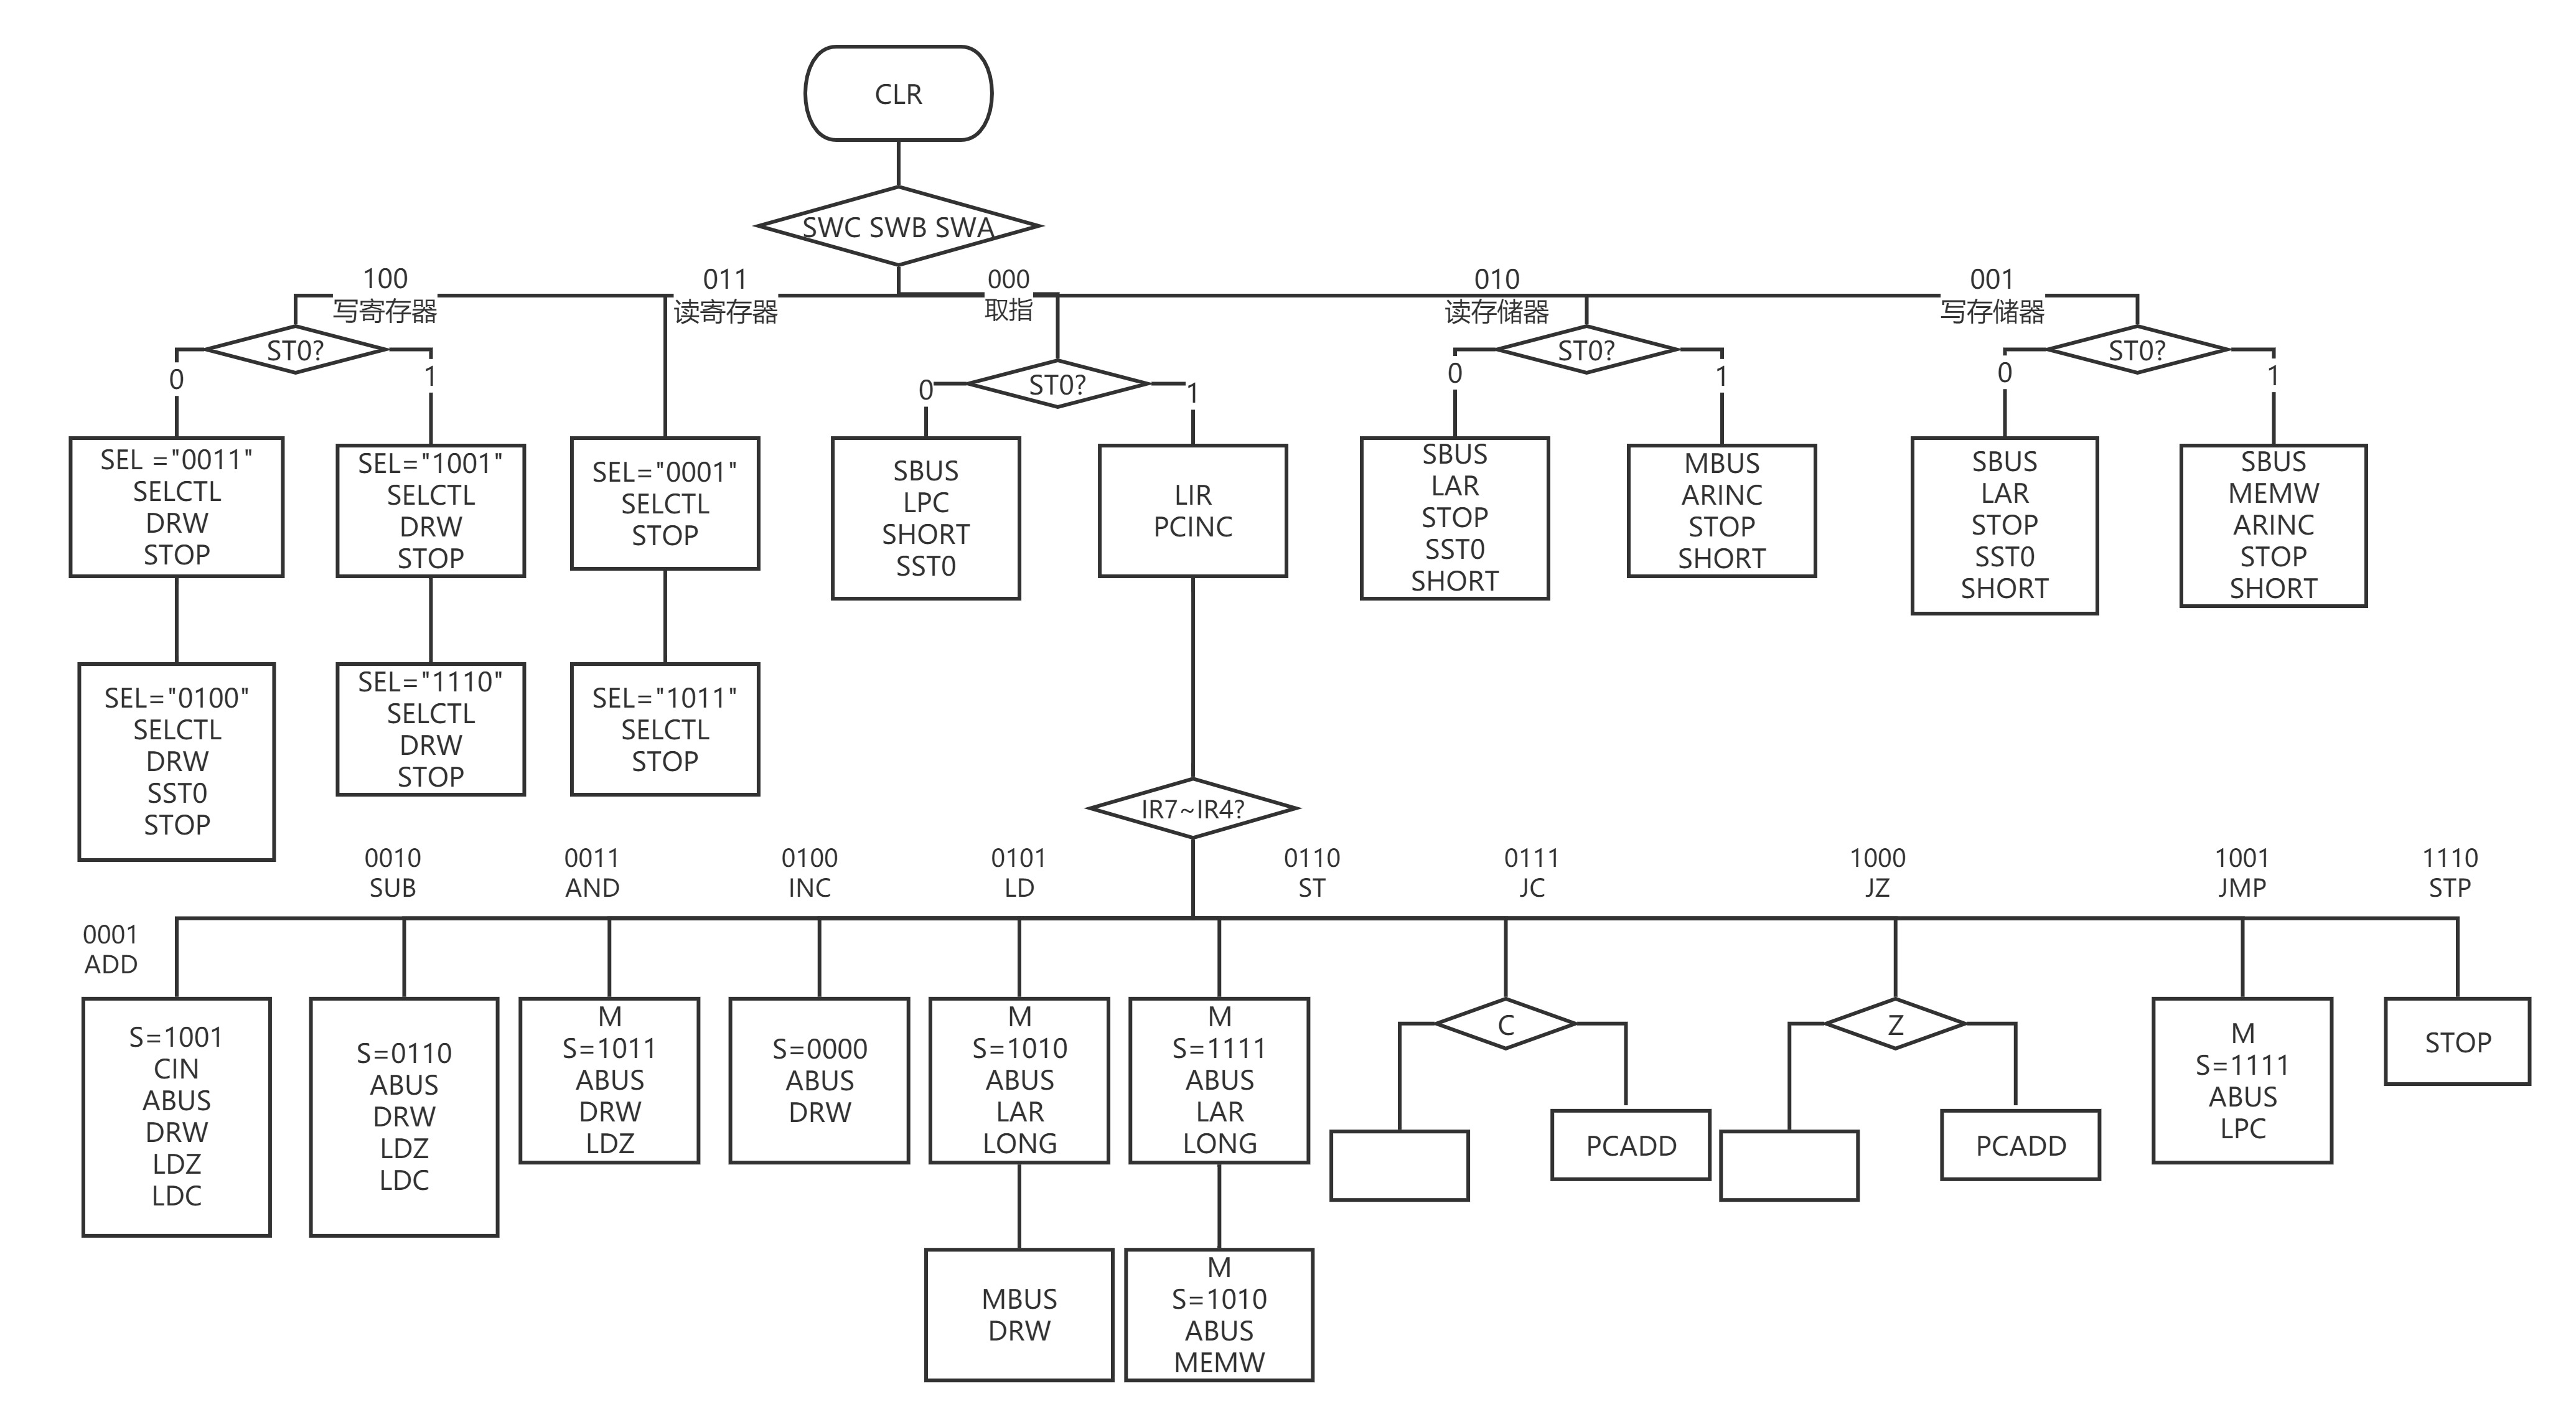 CLR
SWC SWB SWA
100
写寄存器
011
读寄存器
000
取指
010
读存储器
001
写存储器
ST0?
0
1
ST0?
0
1
ST0?
0
1
ST0?
0
1
SEL ="0011"
SELCTL
DRW
STOP
SEL="1001"
SELCTL
DRW
STOP
SEL="0001"
SELCTL
STOP
SBUS
LPC
SHORT
SST0
LIR
PCINC
SBUS
LAR
STOP
SST0
SHORT
MBUS
ARINC
STOP
SHORT
SBUS
LAR
STOP
SST0
SHORT
SBUS
MEMW
ARINC
STOP
SHORT
SEL="0100"
SELCTL
DRW
SST0
STOP
SEL="1110"
SELCTL
DRW
STOP
SEL="1011"
SELCTL
STOP
IR7~IR4?
0001
ADD
0010
SUB
0011
AND
0100
INC
0101
LD
0110
ST
0111
JC
1000
JZ
1001
JMP
1110
STP
S=1001
CIN
ABUS
DRW
LDZ
LDC
S=0110
ABUS
DRW
LDZ
LDC
M
S=1011
ABUS
DRW
LDZ
S=0000
ABUS
DRW
M
S=1010
ABUS
LAR
LONG
M
S=1111
ABUS
LAR
LONG
C
PCADD
Z
PCADD
M
S=1111
ABUS
LPC
STOP
MBUS
DRW
M
S=1010
ABUS
MEMW